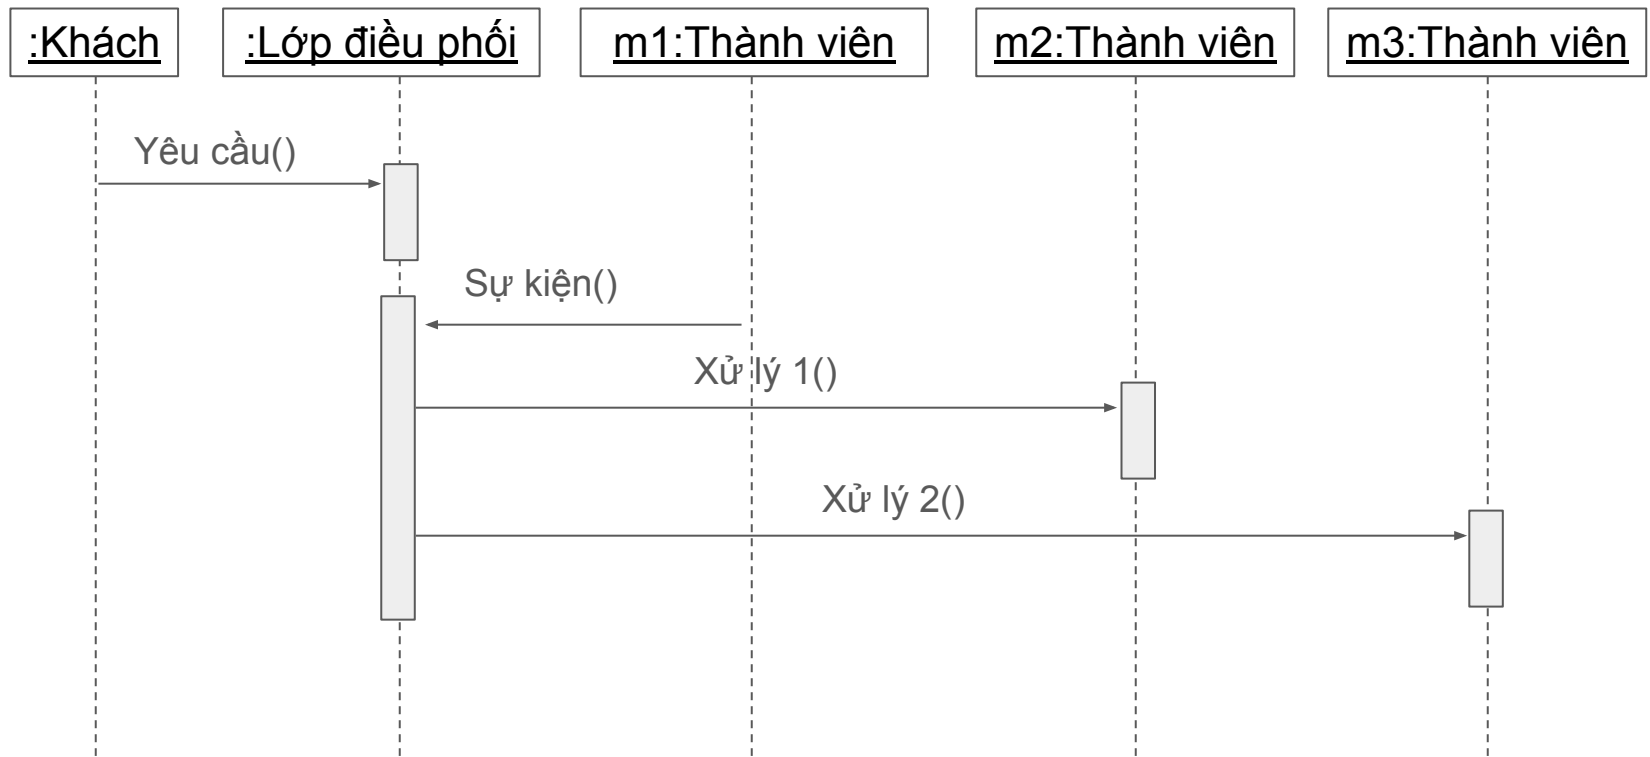 :Khách
:Lớp điều phối
m1:Thành viên
m2:Thành viên
m3:Thành viên
Yêu cầu()
Sự kiện()
Xử lý 1()
Xử lý 2()